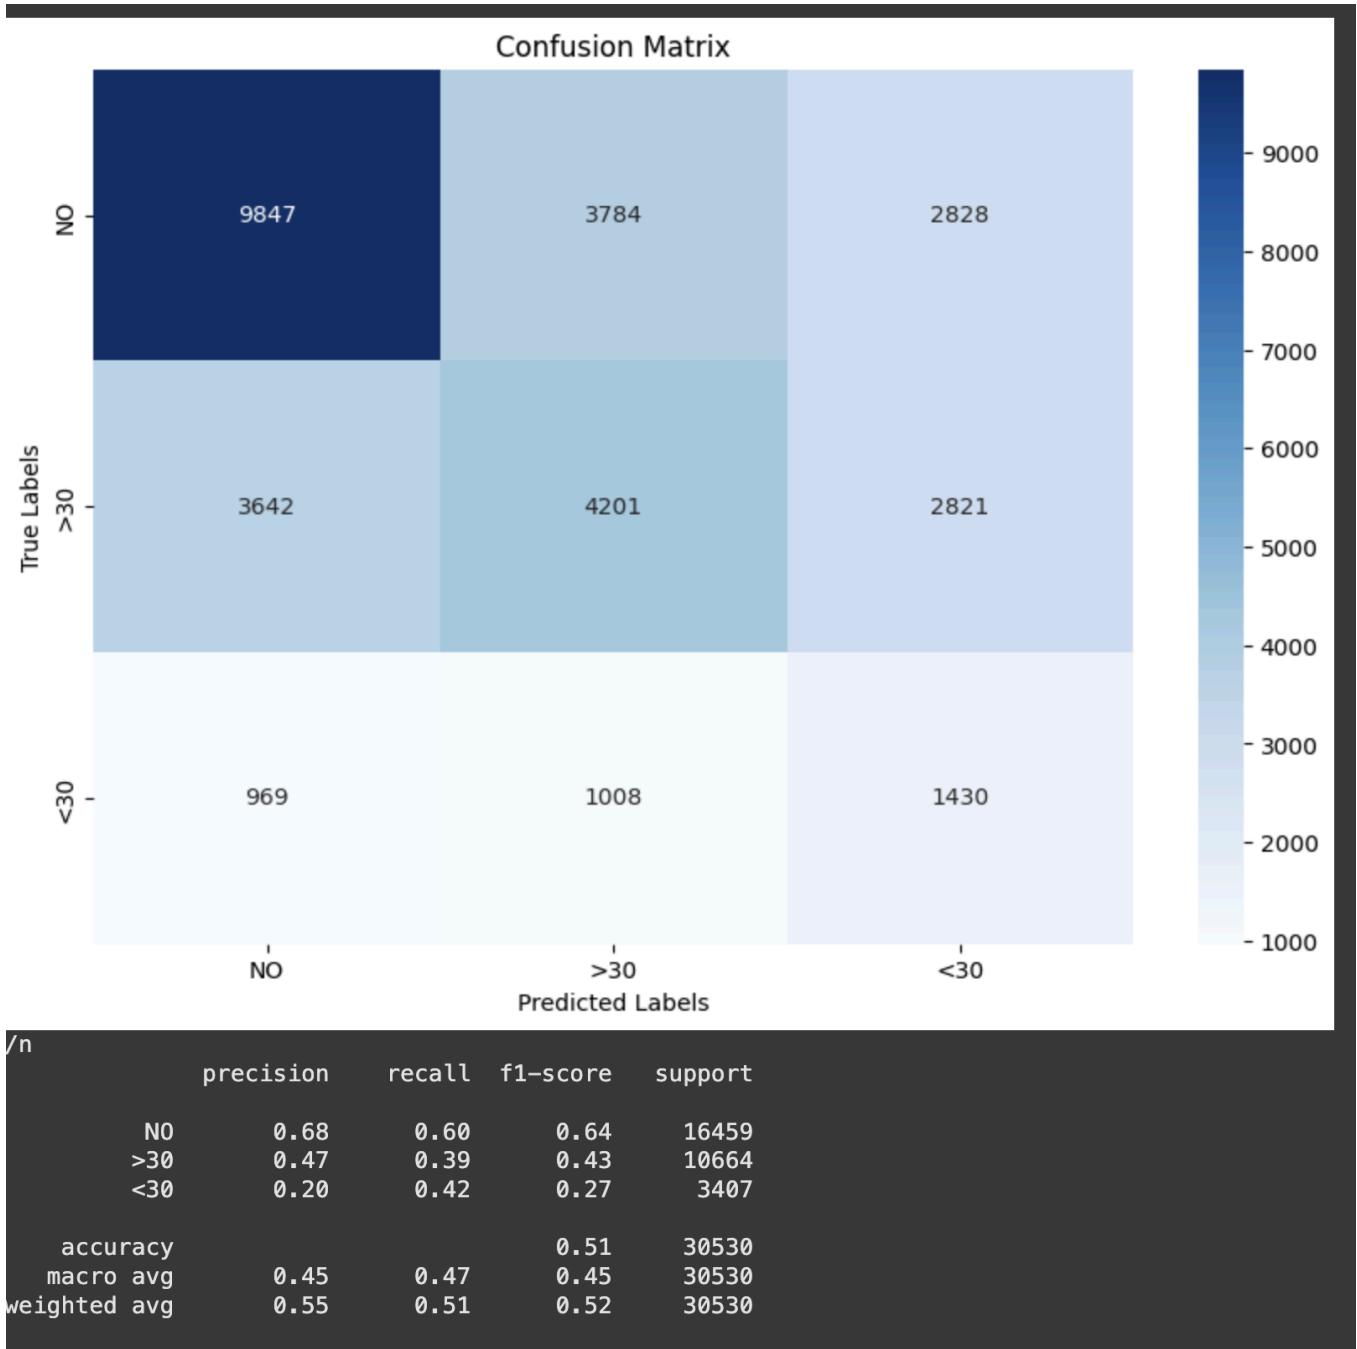 Confusion Matrix
NO 9847 3784 2828 9000
8000
7000
True Labels >30 3642 4201 2821 6000
5000
4000
<30 969 1008 1430 3000
2000
1000
NO >30 <30
Predicted Labels
/n
precision recall f1-score support
NO 0.68 0.60 0.64 16459
>30 0.47 0.39 0.43 10664
<30 0.20 0.42 0.27 3407
accuracy 0.51 30530
macro avg 0.45 0.47 0.45 30530
weighted avg 0.55 0.51 0.52 30530